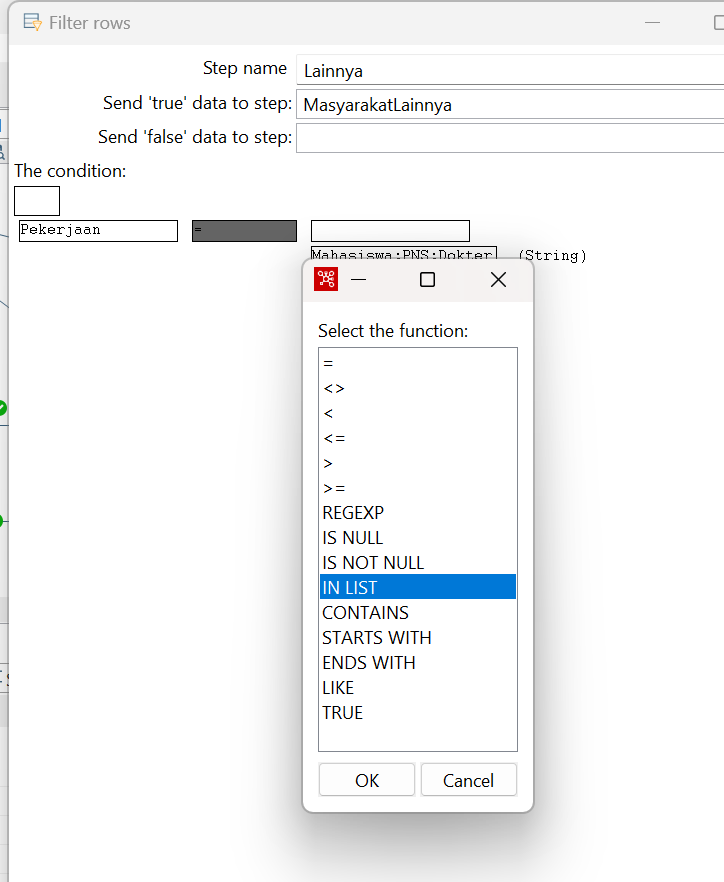 Filter rows
Step name Lainnya
Send 'true' data to step: MasyarakatLainnya
Send 'false' data to step:
The condition:
Pekerjaan =
Mahasiswa;PNS;Dokter (String)
Select the function:
=
<>
<
<=
>
>=
REGEXP
IS NULL
IS NOT NULL
IN LIST
CONTAINS
STARTS WITH
ENDS WITH
LIKE
TRUE
OK Cancel